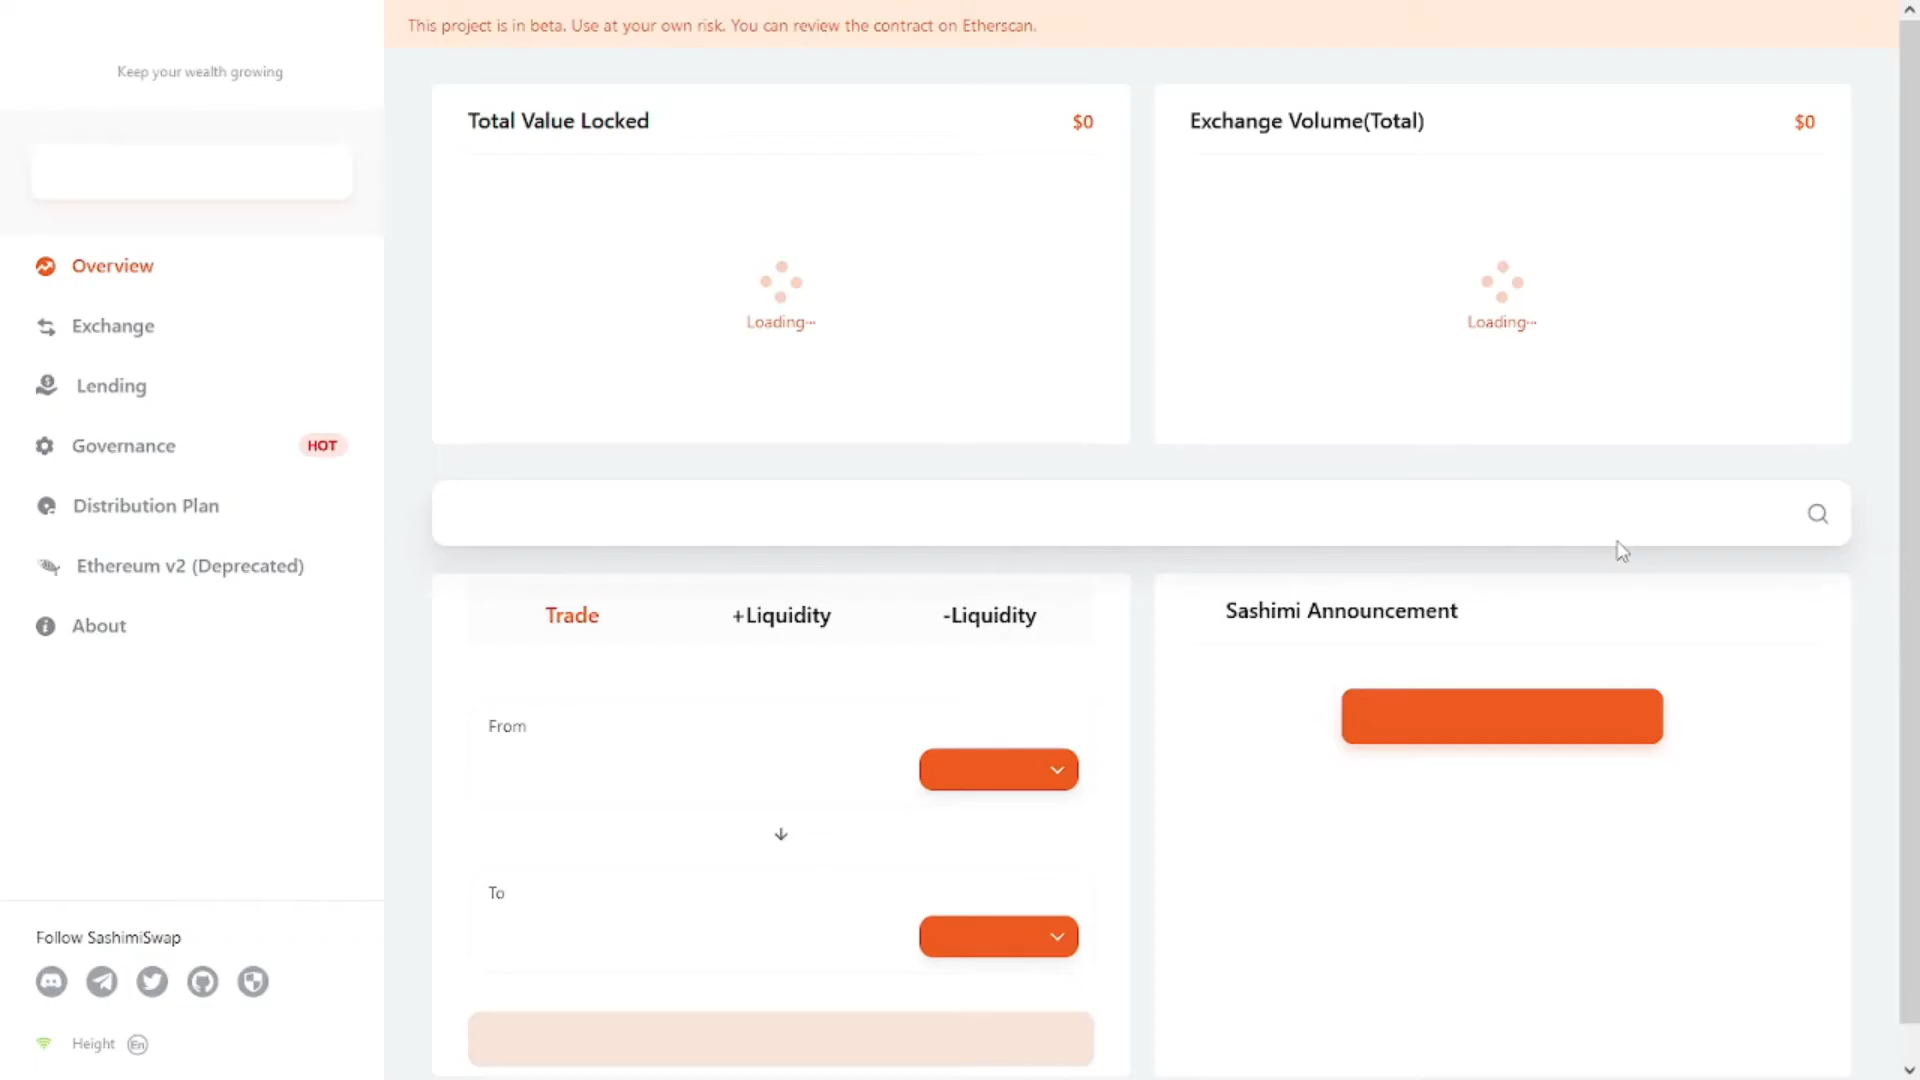 This project is in beta. Use at your own risk. You can review the contract on Etherscan.
Keep your wealth growing
Overview
Exchange
Lending
Governance
HOT
Distribution Plan
Ethereum v2 (Deprecated)
About
Follow SashimiSwap
Height
En
Total Value Locked
$0
Loading···
Exchange Volume(Total)
$0
Loading···
Trade
+Liquidity
-Liquidity
From
To
Sashimi Announcement